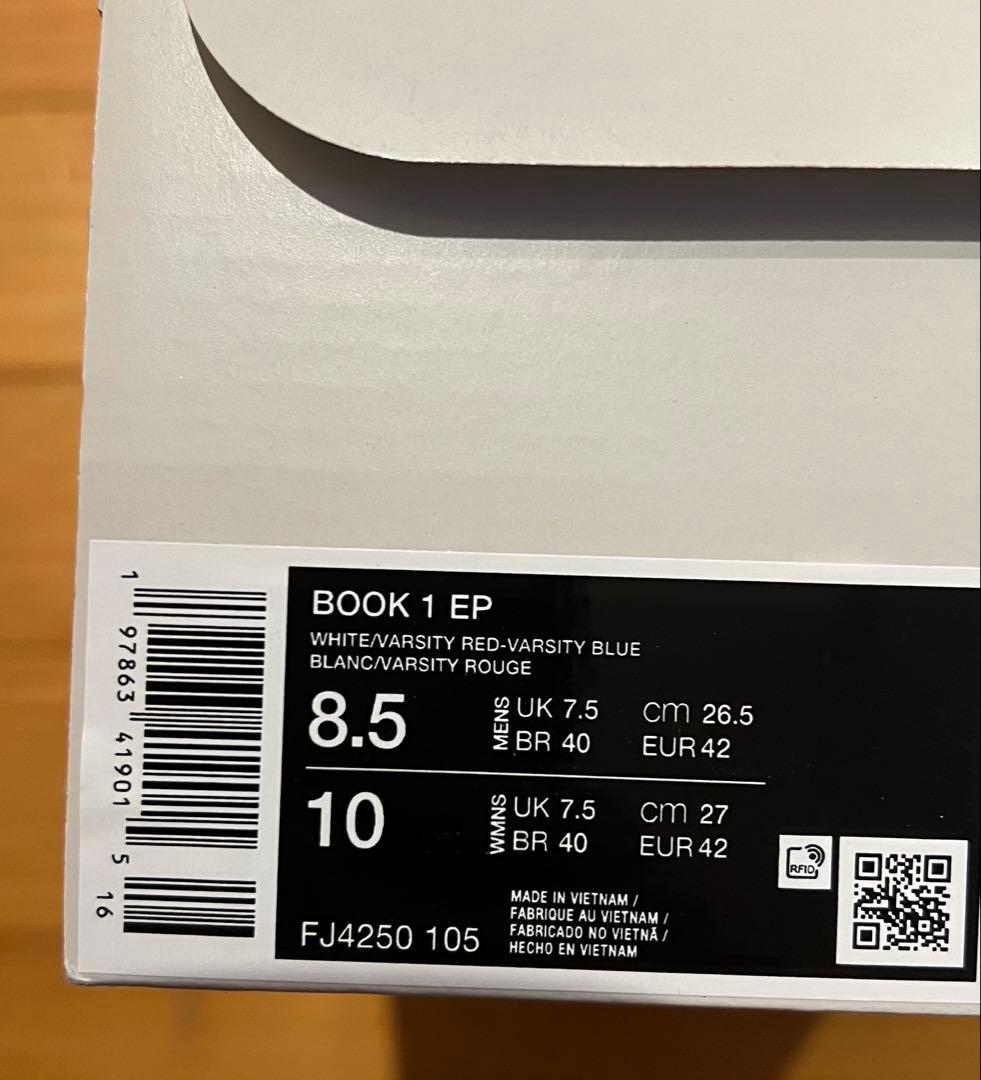 BOOK 1 EP
WHITE/VARSITY RED-VARSITY BLUE
BLANC/VARSITY ROUGE
8.5 MENS UK 7.5 cm 26.5
BR 40 EUR 42
10 WMNS UK 7.5 cm 27
BR 40 EUR 42
FJ4250 105
MADE IN VIETNAM /
FABRIQUE AU VIETNAM /
FABRICADO NO VIETNÃ /
HECHO EN VIETNAM
RFID
1 97863 41901 5 16